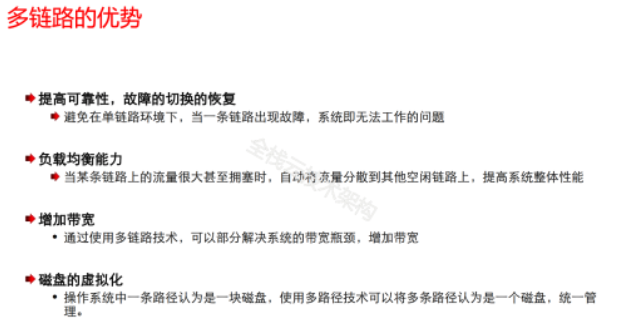 多链路的优势
提高可靠性，故障的切换的恢复
避免在单链路环境下，当一条链路出现故障，系统即无法工作的问题
负载均衡能力
当某条链路上的流量很大甚至拥塞时，自动将流量分散到其他空闲链路上，提高系统整体性能
增加带宽
通过使用多链路技术，可以部分解决系统的带宽瓶颈，增加带宽
磁盘的虚拟化
操作系统中一条路径认为是一块磁盘，使用多路径技术可以将多条路径认为是一个磁盘，统一管
理。
全栈云技术架构